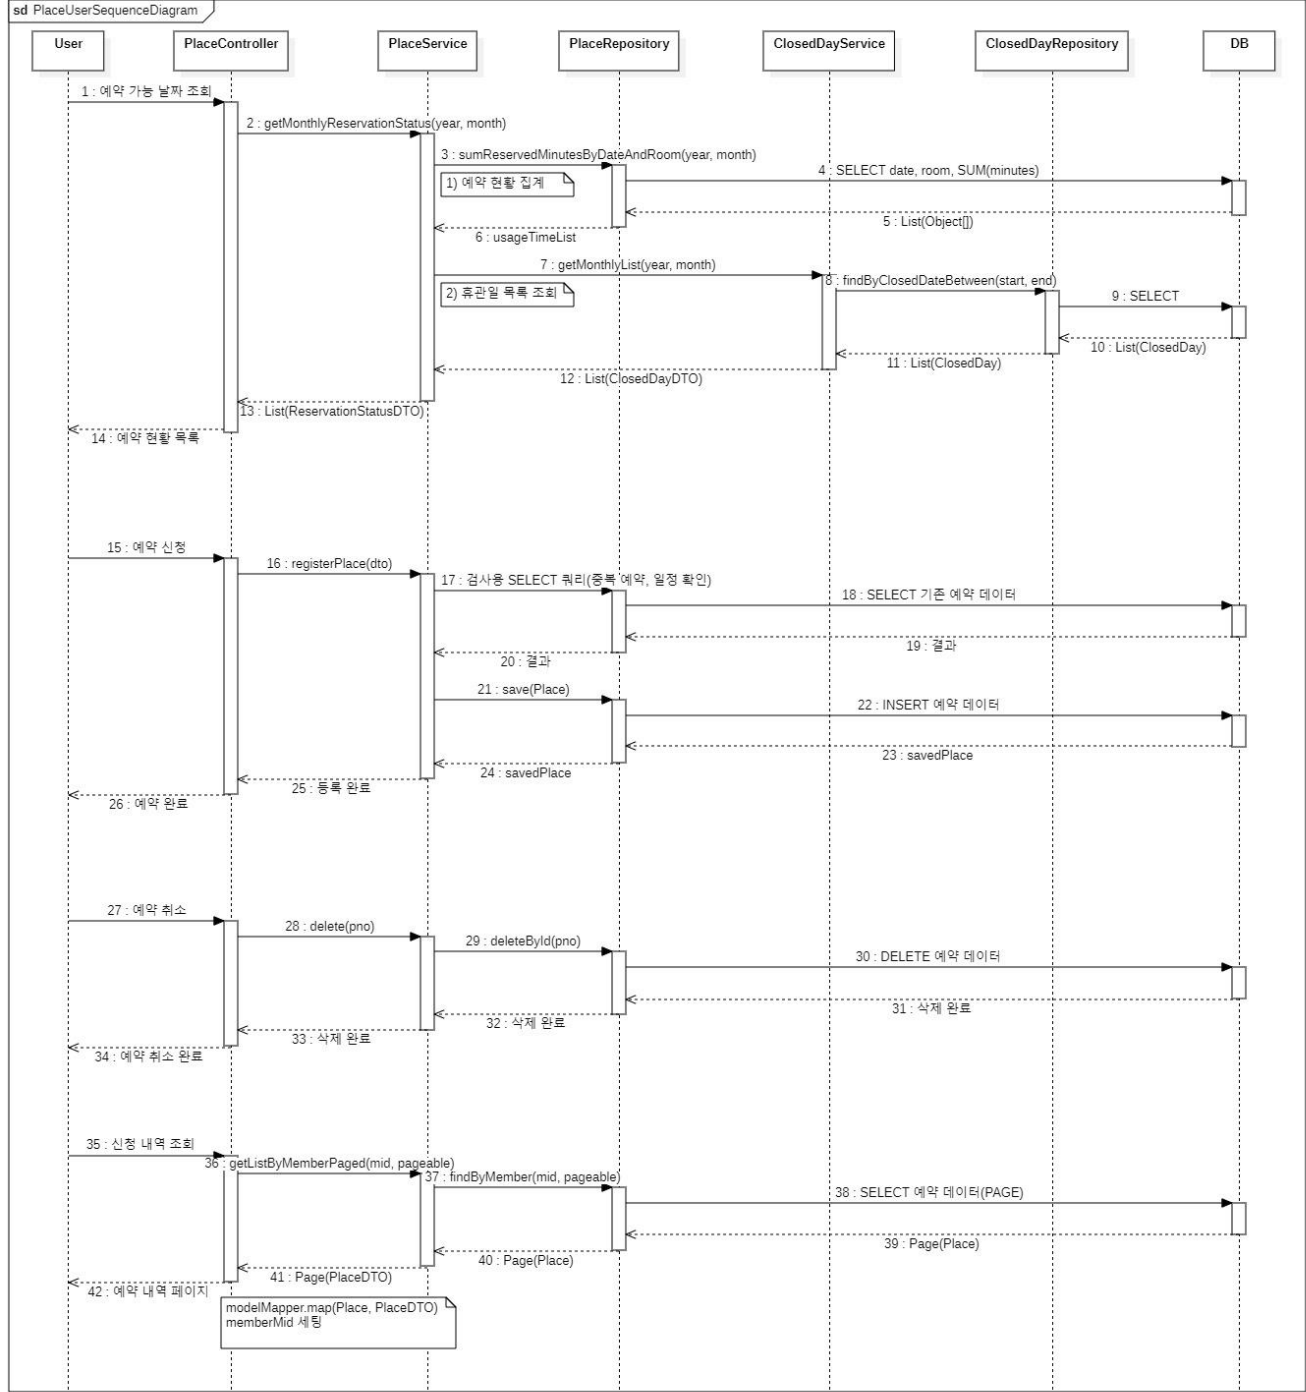 sd PlaceUserSequenceDiagram
User
PlaceController
PlaceService
PlaceRepository
ClosedDayService
ClosedDayRepository
DB
1 : 예약 가능 날짜 조회
2 : getMonthlyReservationStatus(year, month)
3 : sumReservedMinutesByDateAndRoom(year, month)
4 : SELECT date, room, SUM(minutes)
1) 예약 현황 집계
5 : List(Object[])
6 : usageTimeList
7 : getMonthlyList(year, month)
8 : findByClosedDateBetween(start, end)
2) 휴관일 목록 조회
9 : SELECT
10 : List(ClosedDay)
11 : List(ClosedDay)
12 : List(ClosedDayDTO)
13 : List(ReservationStatusDTO)
14 : 예약 현황 목록
15 : 예약 신청
16 : registerPlace(dto)
17 : 검사용 SELECT 쿼리(중복 예약, 일정 확인)
18 : SELECT 기존 예약 데이터
19 : 결과
20 : 결과
21 : save(Place)
22 : INSERT 예약 데이터
23 : savedPlace
24 : savedPlace
25 : 등록 완료
26 : 예약 완료
27 : 예약 취소
28 : delete(pno)
29 : deleteById(pno)
30 : DELETE 예약 데이터
31 : 삭제 완료
32 : 삭제 완료
33 : 삭제 완료
34 : 예약 취소 완료
35 : 신청 내역 조회
36 : getListByMemberPaged(mid, pageable)
37 : findByMember(mid, pageable)
38 : SELECT 예약 데이터(PAGE)
39 : Page(Place)
40 : Page(Place)
41 : Page(PlaceDTO)
42 : 예약 내역 페이지
modelMapper.map(Place, PlaceDTO)
memberMid 세팅